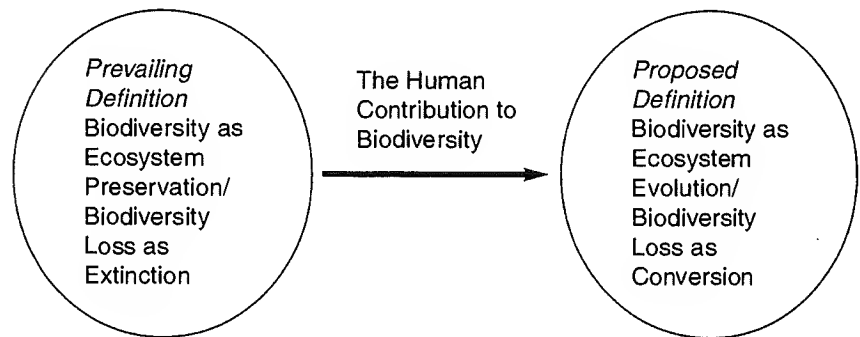 Prevailing
Definition
Biodiversity as
Ecosystem
Preservation/
Biodiversity
Loss as
Extinction
The Human
Contribution to
Biodiversity
Proposed
Definition
Biodiversity as
Ecosystem
Evolution/
Biodiversity
Loss as
Conversion